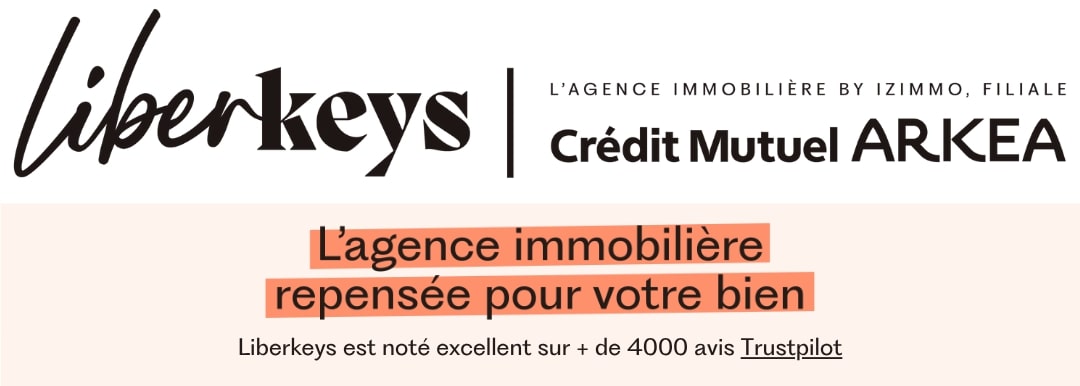 Liberkeys
L'AGENCE IMMOBILIÈRE BY IZIMMO, FILIALE
Crédit Mutuel ARKEA
L'agence immobilière
repensée pour votre bien
Liberkeys est noté excellent sur + de 4000 avis Trustpilot